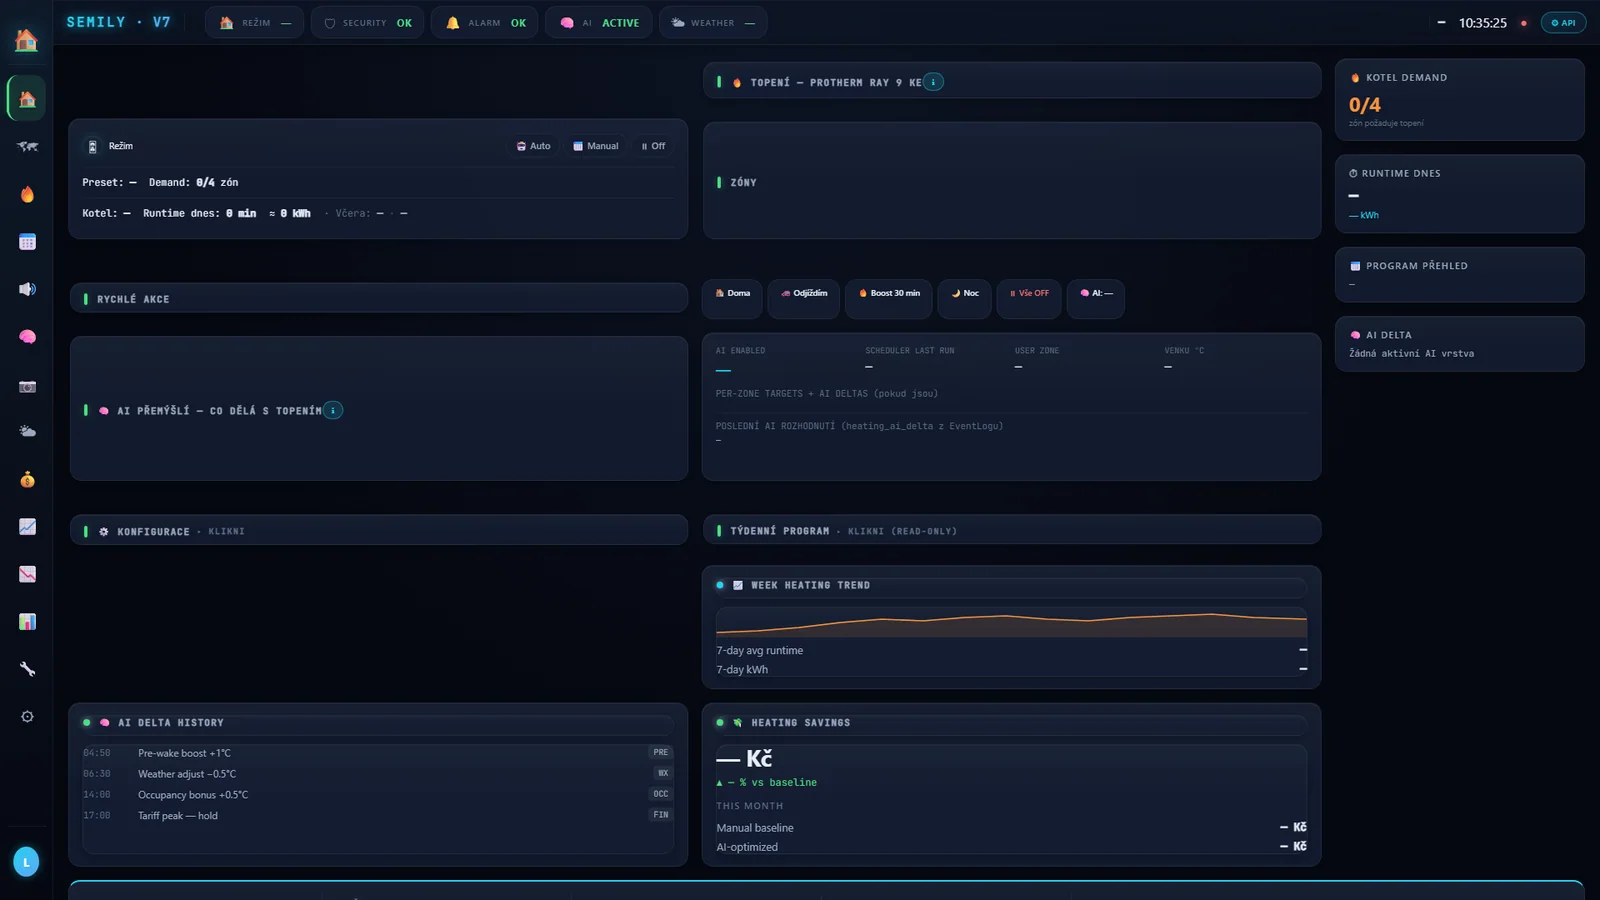 SEMILY · V7
REŽIM —
SECURITY OK
ALARM OK
AI ACTIVE
WEATHER —
— 10:35:25
API
TOPENÍ — PROTHERM RAY 9 KE
i
Režim
Auto
Manual
Off
Preset: — Demand: 0/4 zón
Kotel: — Runtime dnes: 0 min ≈ 0 kWh · Včera: — · —
ZÓNY
RYCHLÉ AKCE
Doma
Odjíždím
Boost 30 min
Noc
Vše OFF
AI: —
AI PŘEMÝŠLÍ — CO DĚLÁ S TOPENÍM
i
AI ENABLED
—
SCHEDULER LAST RUN
—
USER ZONE
—
VENKU °C
—
PER-ZONE TARGETS + AI DELTAS (pokud jsou)
POSLEDNÍ AI ROZHODNUTÍ (heating_ai_delta z EventLogu)
—
KONFIGURACE · KLIKNI
TÝDENNÍ PROGRAM · KLIKNI (READ-ONLY)
WEEK HEATING TREND
7-day avg runtime —
7-day kWh —
AI DELTA HISTORY
04:50 Pre-wake boost +1°C PRE
06:30 Weather adjust −0.5°C WX
14:00 Occupancy bonus +0.5°C OCC
17:00 Tariff peak — hold FIN
HEATING SAVINGS
— Kč
▲ — % vs baseline
THIS MONTH
Manual baseline — Kč
AI-optimized — Kč
KOTEL DEMAND
0/4
zón požaduje topení
RUNTIME DNES
—
— kWh
PROGRAM PŘEHLED
—
AI DELTA
Žádná aktivní AI vrstva
L